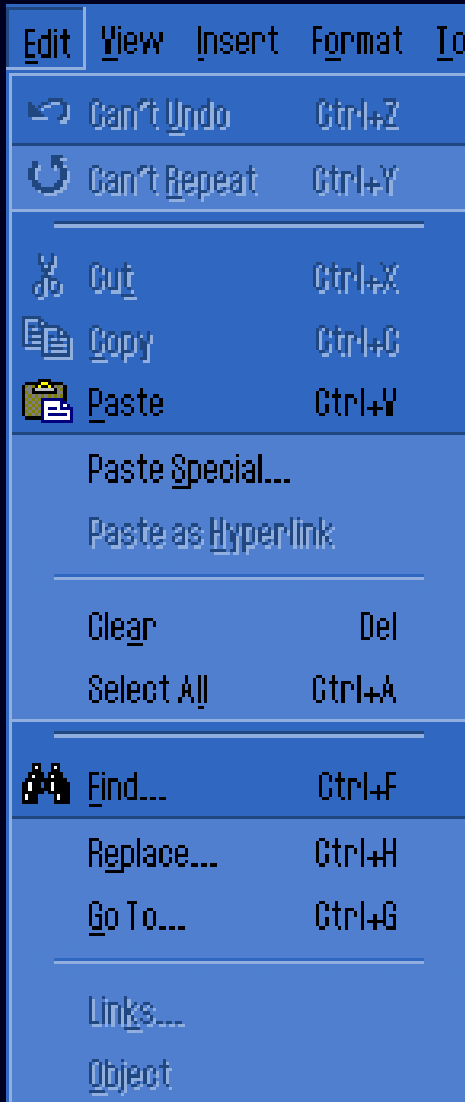 Edit View Insert Format To
Can't Undo Ctrl+Z
Can't Repeat Ctrl+Y
Cut Ctrl+X
Copy Ctrl+C
Paste Ctrl+V
Paste Special...
Paste as Hyperlink
Clear Del
Select All Ctrl+A
Find... Ctrl+F
Replace... Ctrl+H
Go To... Ctrl+G
Links...
Object